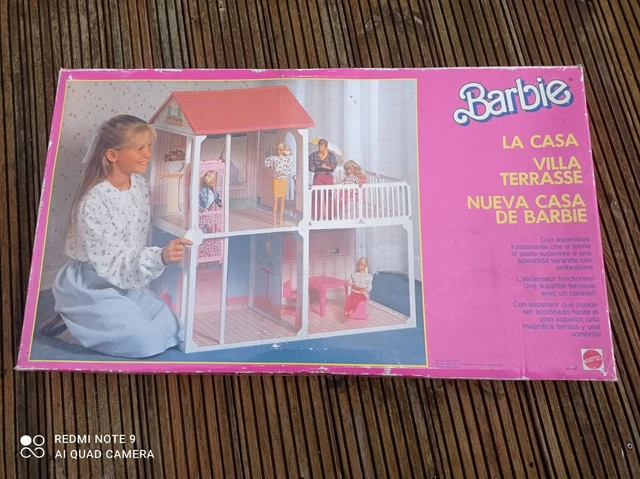 Barbie
LA CASA
VILLA
TERRASSE
NUEVA CASA
DE BARBIE
Con ascensore
funzionante che si ferma
al piano superiore e una
splendida veranda con
ombrellone
L'ascenseur fonctionne!
Une superbe terrasse
avec un parasol!
Con ascensor que puede
ser accionado hasta el
piso superior, una
magnífica terraza y una
sombrilla.
MATTEL
REDMI NOTE 9
AI QUAD CAMERA